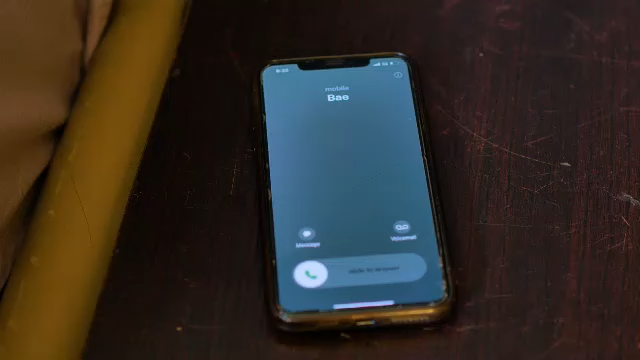 mobile
Bae
Message
Voicemail
slide to answer